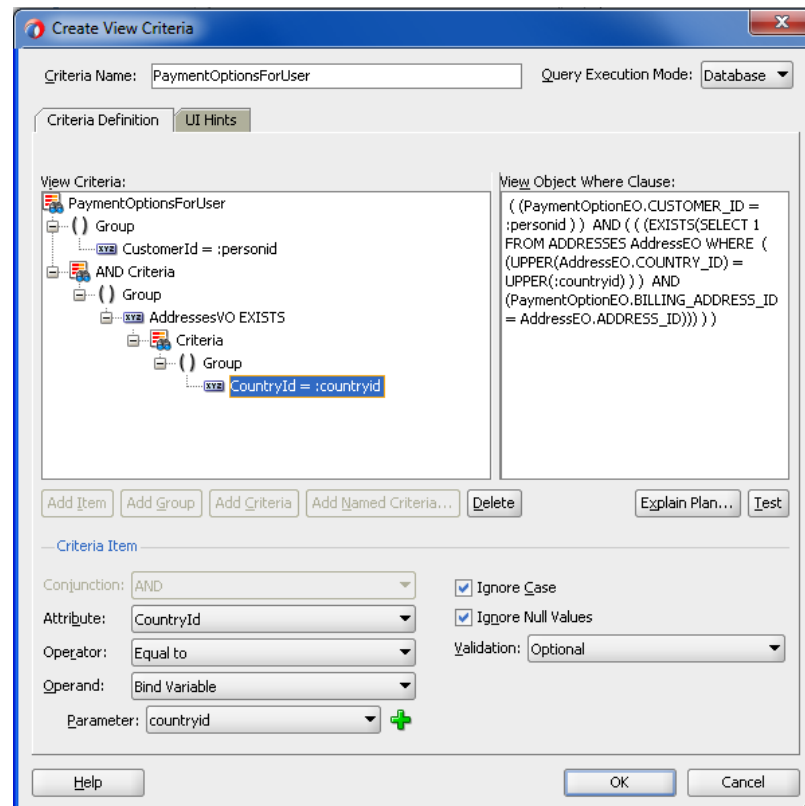 Create View Criteria
X
Criteria Name: PaymentOptionsForUser Query Execution Mode: Database
Criteria Definition UI Hints
View Criteria:
PaymentOptionsForUser
( ) Group
XYZ CustomerId = :personid
AND Criteria
( ) Group
XYZ AddressesVO EXISTS
Criteria
( ) Group
XYZ CountryId = :countryid
View Object Where Clause:
( (PaymentOptionEO.CUSTOMER_ID =
:personid ) ) AND ( ( (EXISTS(SELECT 1
FROM ADDRESSES AddressEO WHERE (
(UPPER(AddressEO.COUNTRY_ID) =
UPPER(:countryid) ) ) AND
(PaymentOptionEO.BILLING_ADDRESS_ID
= AddressEO.ADDRESS_ID))) ) )
Add Item Add Group Add Criteria Add Named Criteria... Delete Explain Plan... Test
Criteria Item
Conjunction: AND
Attribute: CountryId
Operator: Equal to
Operand: Bind Variable
Parameter: countryid
Ignore Case
Ignore Null Values
Validation: Optional
Help OK Cancel